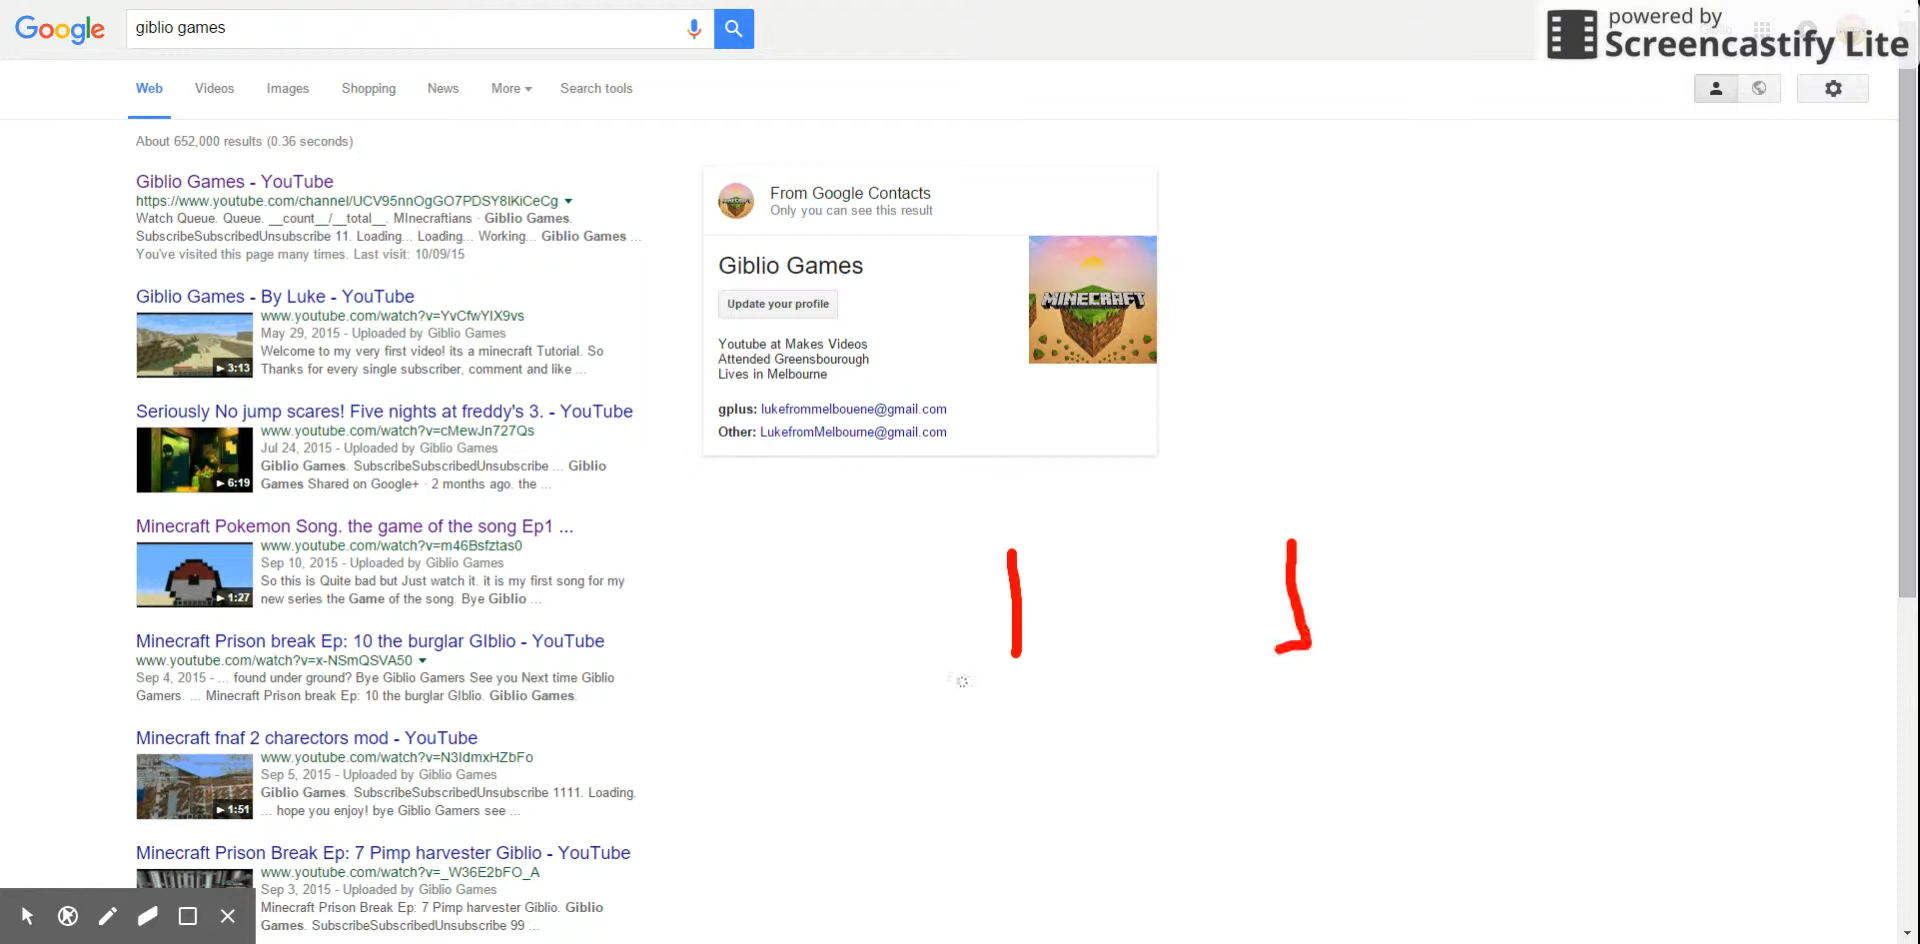 Google
giblio games
powered by
Screencastify Lite
Web Videos Images Shopping News More Search tools
About 652,000 results (0.36 seconds)
Giblio Games - YouTube
https://www.youtube.com/channel/UCV95nnOgGO7PDSY8lKiCeCg
Watch Queue. Queue. __count__/__total__. MInecraftians · Giblio Games.
SubscribeSubscribedUnsubscribe 11. Loading... Loading... Working... Giblio Games ...
You've visited this page many times. Last visit: 10/09/15
Giblio Games - By Luke - YouTube
www.youtube.com/watch?v=YvCfwYIX9vs
May 29, 2015 - Uploaded by Giblio Games
Welcome to my very first video! its a minecraft Tutorial. So
Thanks for every single subscriber, comment and like ...
3:13
Seriously No jump scares! Five nights at freddy's 3. - YouTube
www.youtube.com/watch?v=cMewJn727Qs
Jul 24, 2015 - Uploaded by Giblio Games
Giblio Games. SubscribeSubscribedUnsubscribe ... Giblio
Games Shared on Google+ · 2 months ago. the ...
6:19
Minecraft Pokemon Song. the game of the song Ep1 ...
www.youtube.com/watch?v=m46Bsfztas0
Sep 10, 2015 - Uploaded by Giblio Games
So this is Quite bad but Just watch it. it is my first song for my
new series the Game of the song. Bye Giblio ...
1:27
Minecraft Prison break Ep: 10 the burglar GIblio - YouTube
www.youtube.com/watch?v=x-NSmQSVA50
Sep 4, 2015 - ... found under ground? Bye Giblio Gamers See you Next time Giblio
Gamers. ... Minecraft Prison break Ep: 10 the burglar GIblio. Giblio Games.
Minecraft fnaf 2 charectors mod - YouTube
www.youtube.com/watch?v=N3IdmxHZbFo
Sep 5, 2015 - Uploaded by Giblio Games
Giblio Games. SubscribeSubscribedUnsubscribe 1111. Loading.
... hope you enjoy! bye Giblio Gamers see ...
1:51
Minecraft Prison Break Ep: 7 Pimp harvester Giblio - YouTube
www.youtube.com/watch?v=_W36E2bFO_A
Sep 3, 2015 - Uploaded by Giblio Games
Minecraft Prison Break Ep: 7 Pimp harvester Giblio. Giblio
Games. SubscribeSubscribedUnsubscribe 99 ...
From Google Contacts
Only you can see this result
Giblio Games
Update your profile
MINECRAFT
Youtube at Makes Videos
Attended Greensbourough
Lives in Melbourne
gplus: lukefrommelbouene@gmail.com
Other: LukefromMelbourne@gmail.com